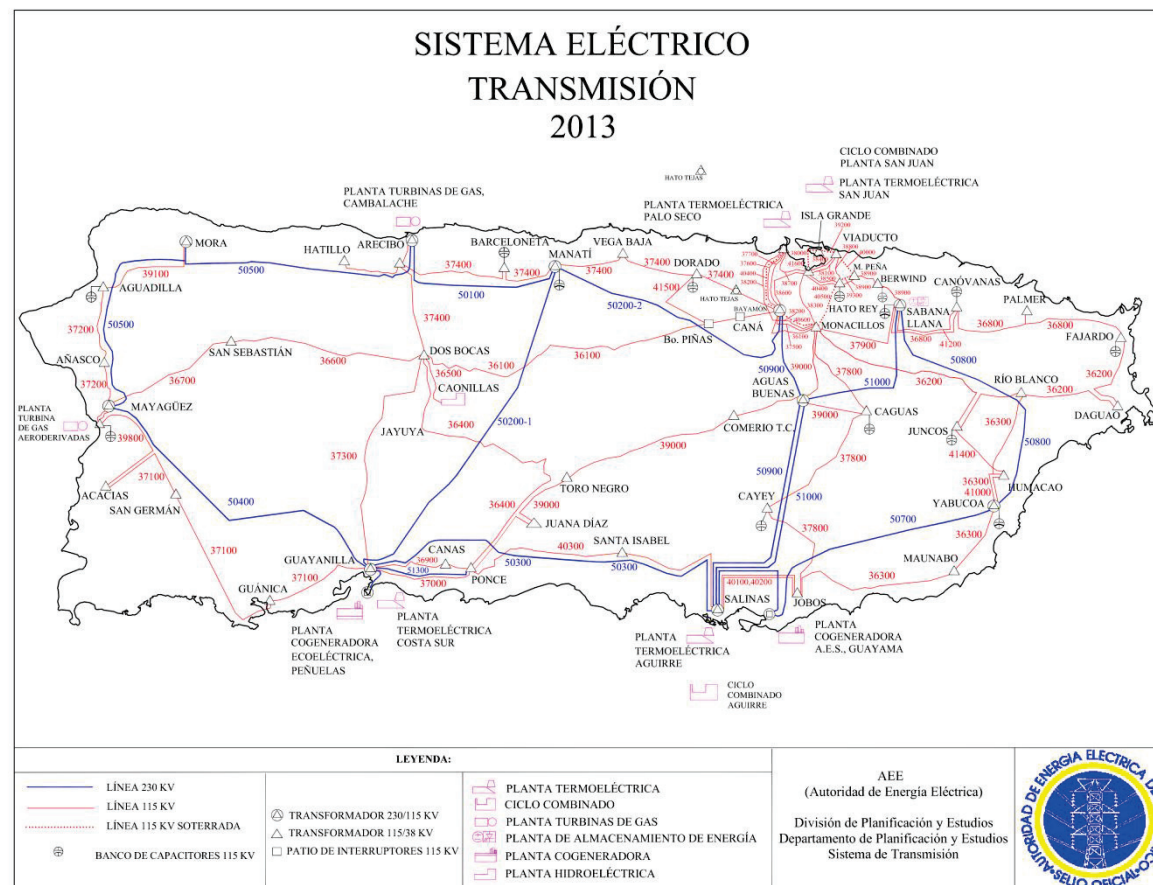 SISTEMA ELÉCTRICO
TRANSMISIÓN
2013
CICLO COMBINADO
PLANTA SAN JUAN
HATO TEJAS
PLANTA TERMOELÉCTRICA
SAN JUAN
PLANTA TURBINAS DE GAS,
CAMBALACHE
PLANTA TERMOELÉCTRICA
PALO SECO
ISLA GRANDE
VIADUCTO
MORA
HATILLO
ARECIBO
BARCELONETA
MANATÍ
VEGA BAJA
DORADO
M. PEÑA
BERWIND
CANÓVANAS
PALMER
39100
50500
37400
37400
37400
37400
37400
41500
HATO TEJAS
BAYAMÓN
HATO REY
SABANA
LLANA
AGUADILLA
50100
50200-2
CANÁ
Bo. PIÑAS
MONACILLOS
36800
36800
36800
41200
FAJARDO
37200
50500
37400
37900
50800
SAN SEBASTIÁN
DOS BOCAS
36600
36500
36100
36100
50900
39000
37800
51000
36200
36200
36200
AÑASCO
37200
36700
CAONILLAS
AGUAS
BUENAS
RÍO BLANCO
MAYAGÜEZ
PLANTA
TURBINA
DE GAS
AERODERIVADAS
39800
JAYUYA
36400
50200-1
39000
COMERIO T.C.
39000
CAGUAS
JUNCOS
36300
50800
DAGUAO
37100
37300
37800
41400
ACACIAS
SAN GERMÁN
50400
TORO NEGRO
50900
51000
36300
41000
HUMACAO
36400
39000
CAYEY
YABUCOA
JUANA DÍAZ
37800
50700
36300
37100
GUAYANILLA
CANAS
36900
51300
40300
SANTA ISABEL
MAUNABO
37100
37000
PONCE
50300
50300
40100,40200
36300
GUÁNICA
SALINAS
JOBOS
PLANTA
COGENERADORA
ECOELÉCTRICA,
PEÑUELAS
PLANTA
TERMOELÉCTRICA
COSTA SUR
PLANTA
TERMOELÉCTRICA
AGUIRRE
PLANTA
COGENERADORA
A.E.S., GUAYAMA
CICLO
COMBINADO
AGUIRRE
LEYENDA:
LÍNEA 230 KV
LÍNEA 115 KV
LÍNEA 115 KV SOTERRADA
BANCO DE CAPACITORES 115 KV
TRANSFORMADOR 230/115 KV
TRANSFORMADOR 115/38 KV
PATIO DE INTERRUPTORES 115 KV
PLANTA TERMOELÉCTRICA
CICLO COMBINADO
PLANTA TURBINAS DE GAS
PLANTA DE ALMACENAMIENTO DE ENERGÍA
PLANTA COGENERADORA
PLANTA HIDROELÉCTRICA
AEE
(Autoridad de Energía Eléctrica)
División de Planificación y Estudios
Departamento de Planificación y Estudios
Sistema de Transmisión
AUTORIDAD DE ENERGIA ELECTRICA DE
SELLO OFICIAL